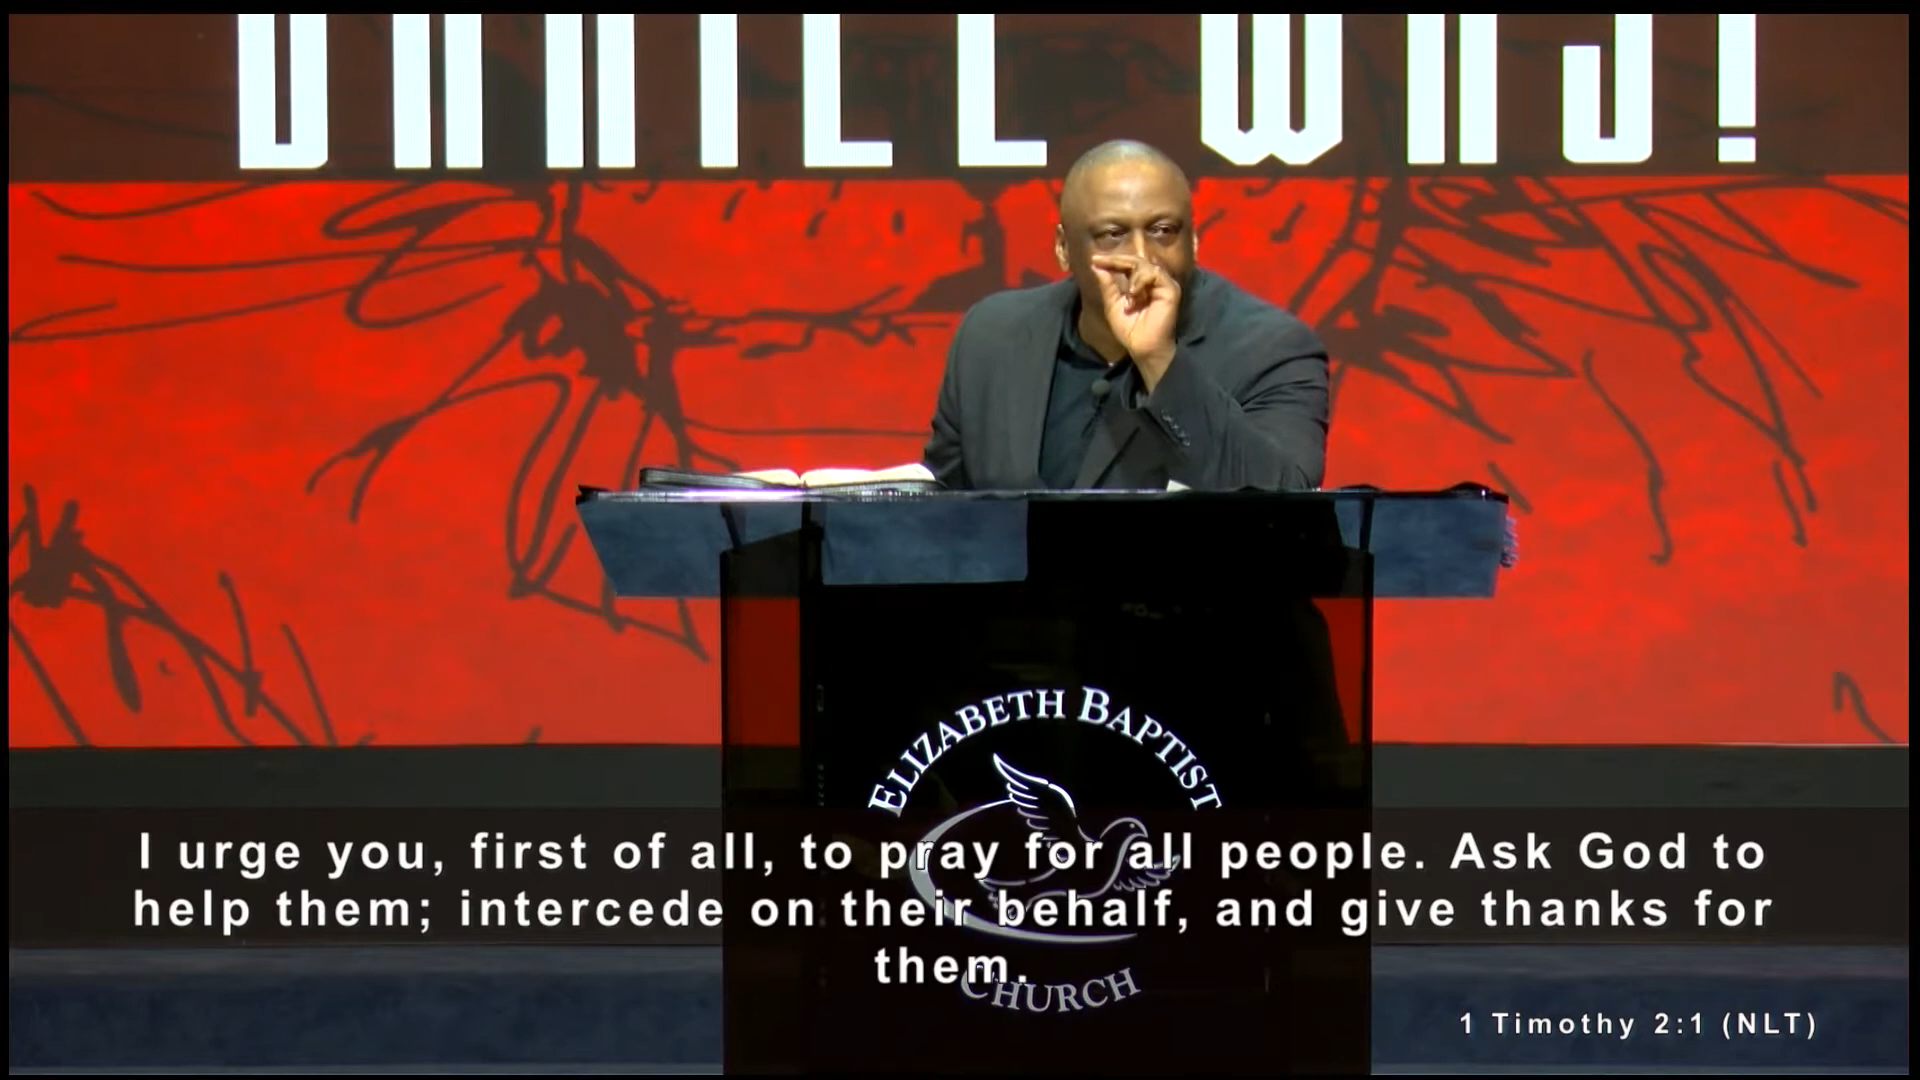 WAS!
ELIZABETH BAPTIST
CHURCH
I urge you, first of all, to pray for all people. Ask God to
help them; intercede on their behalf, and give thanks for
them.
1 Timothy 2:1 (NLT)